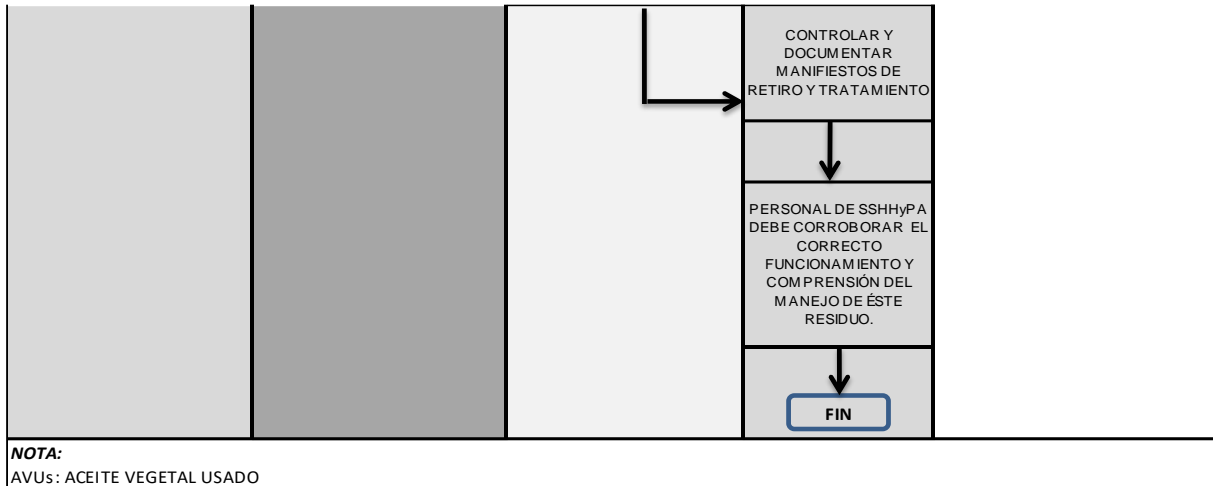 CONTROLAR Y
DOCUMENTAR
MANIFIESTOS DE
RETIRO Y TRATAMIENTO
PERSONAL DE SSHHyPA
DEBE CORROBORAR EL
CORRECTO
FUNCIONAMIENTO Y
COMPRENSIÓN DEL
MANEJO DE ÉSTE
RESIDUO.
FIN
NOTA:
AVUs: ACEITE VEGETAL USADO